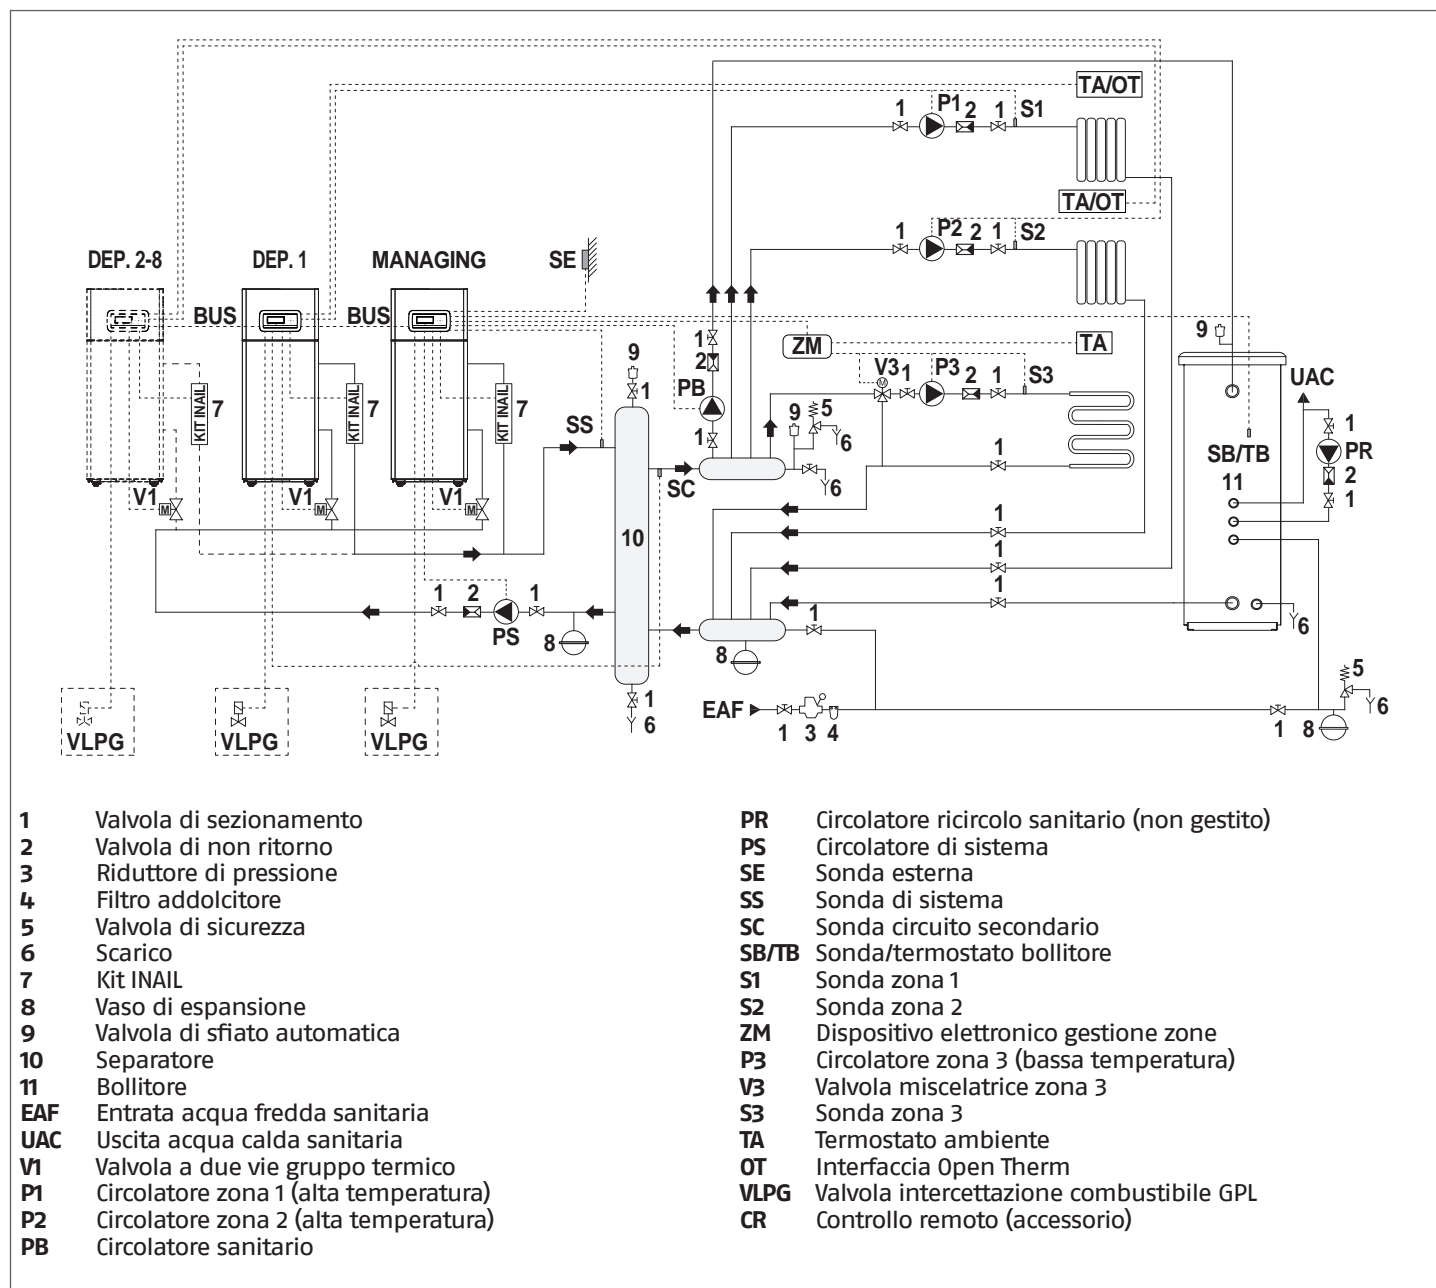 TA/OT
1 P1 2 1 S1
TA/OT
1 P2 2 1 S2
DEP. 2-8 DEP. 1 MANAGING SE
BUS BUS
1
2
PB
1
ZM TA
V3 1 P3 2 1 S3
9
1
9 5
6
6
9
UAC
1
PR
2
1
SB/TB
11
KIT INAIL 7 KIT INAIL 7 KIT INAIL 7
SS
SC
1
V1 M V1 M V1 M
10
1
1
1
1 2 PS 1 8
8
1
6
5
6
1
6
EAF 1 3 4
1 8
VLPG VLPG VLPG
1 Valvola di sezionamento
2 Valvola di non ritorno
3 Riduttore di pressione
4 Filtro addolcitore
5 Valvola di sicurezza
6 Scarico
7 Kit INAIL
8 Vaso di espansione
9 Valvola di sfiato automatica
10 Separatore
11 Bollitore
EAF Entrata acqua fredda sanitaria
UAC Uscita acqua calda sanitaria
V1 Valvola a due vie gruppo termico
P1 Circolatore zona 1 (alta temperatura)
P2 Circolatore zona 2 (alta temperatura)
PB Circolatore sanitario
PR Circolatore ricircolo sanitario (non gestito)
PS Circolatore di sistema
SE Sonda esterna
SS Sonda di sistema
SC Sonda circuito secondario
SB/TB Sonda/termostato bollitore
S1 Sonda zona 1
S2 Sonda zona 2
ZM Dispositivo elettronico gestione zone
P3 Circolatore zona 3 (bassa temperatura)
V3 Valvola miscelatrice zona 3
S3 Sonda zona 3
TA Termostato ambiente
OT Interfaccia Open Therm
VLPG Valvola intercettazione combustibile GPL
CR Controllo remoto (accessorio)